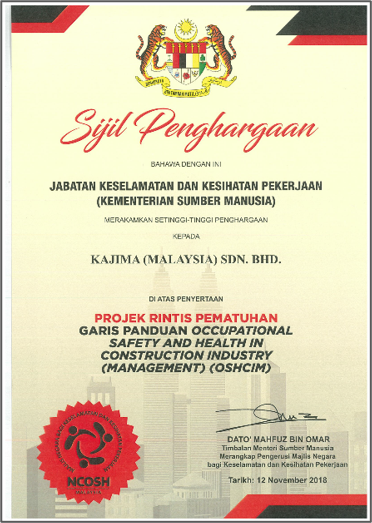 Sijil Penghargaan
BAHAWA DENGAN INI
JABATAN KESELAMATAN DAN KESIHATAN PEKERJAAN
(KEMENTERIAN SUMBER MANUSIA)
MERAKAMKAN SETINGGI-TINGGI PENGHARGAAN
KEPADA
KAJIMA (MALAYSIA) SDN. BHD.
DI ATAS PENYERTAAN
PROJEK RINTIS PEMATUHAN
GARIS PANDUAN OCCUPATIONAL
SAFETY AND HEALTH IN
CONSTRUCTION INDUSTRY
(MANAGEMENT) (OSHCIM)
NCOSH
DATO' MAHFUZ BIN OMAR
Timbalan Menteri Sumber Manusia
Merangkap Pengerusi Majlis Negara
bagi Keselamatan dan Kesihatan Pekerjaan
Tarikh: 12 November 2018